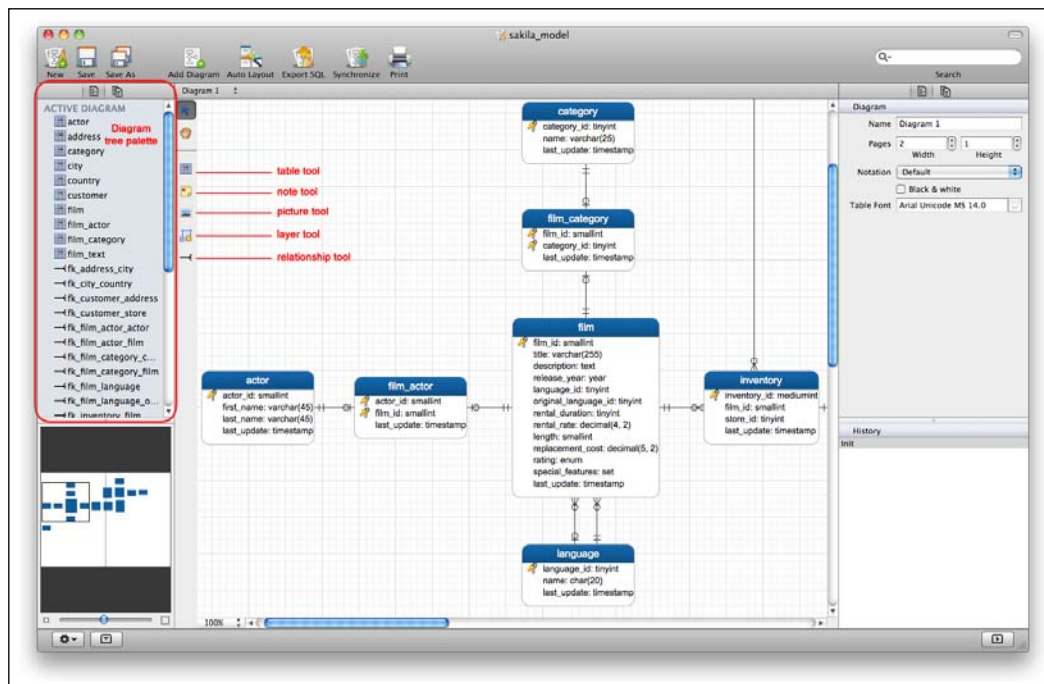 sakila_model
New Save Save As Add Diagram Auto Layout Export SQL Synchronize Print
Search
Diagram 1
ACTIVE DIAGRAM
actor
address
category
city
country
customer
film
film_actor
film_category
film_text
fk_address_city
fk_city_country
fk_customer_address
fk_customer_store
fk_film_actor_actor
fk_film_actor_film
fk_film_category_c...
fk_film_category_film
fk_film_language
fk_film_language_o...
fk_inventory_film
Diagram
tree palette
table tool
note tool
picture tool
layer tool
relationship tool
category
category_id: tinyint
name: varchar(25)
last_update: timestamp
film_category
film_id: smallint
category_id: tinyint
last_update: timestamp
film
film_id: smallint
title: varchar(255)
description: text
release_year: year
language_id: tinyint
original_language_id: tinyint
rental_duration: tinyint
rental_rate: decimal(4, 2)
length: smallint
replacement_cost: decimal(5, 2)
rating: enum
special_features: set
last_update: timestamp
actor
actor_id: smallint
first_name: varchar(45)
last_name: varchar(45)
last_update: timestamp
film_actor
actor_id: smallint
film_id: smallint
last_update: timestamp
inventory
inventory_id: mediumint
film_id: smallint
store_id: tinyint
last_update: timestamp
language
language_id: tinyint
name: char(20)
last_update: timestamp
100%
Diagram
Name Diagram 1
Pages 2 1
Width Height
Notation Default
Black & white
Table Font Arial Unicode MS 14.0 ...
History
Init